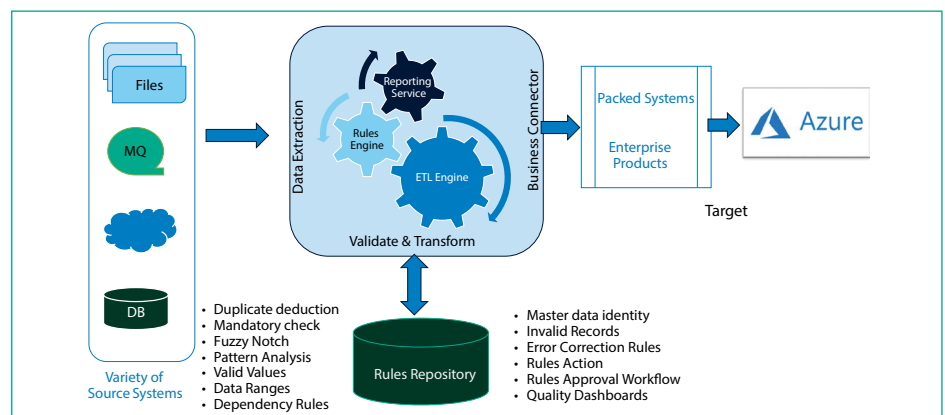 Files
MQ
DB
Variety of
Source Systems
Data Extraction
Reporting
Service
Rules
Engine
ETL Engine
Validate & Transform
Business Connector
Packed Systems
Enterprise
Products
Azure
Target
• Duplicate deduction
• Mandatory check
• Fuzzy Notch
• Pattern Analysis
• Valid Values
• Data Ranges
• Dependency Rules
Rules Repository
• Master data identity
• Invalid Records
• Error Correction Rules
• Rules Action
• Rules Approval Workflow
• Quality Dashboards